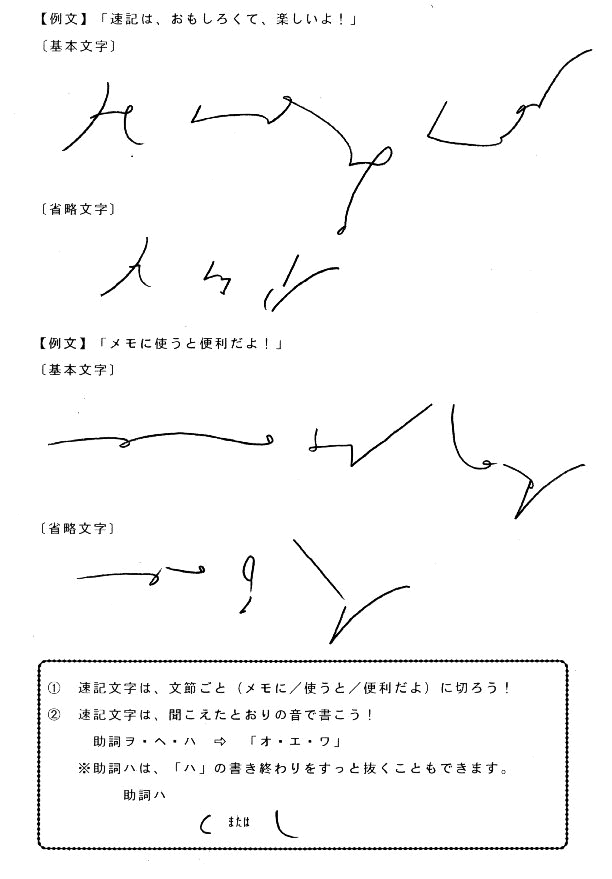 【例文】「速記は、おもしろくて、楽しいよ！」
〔基本文字〕
〔省略文字〕
【例文】「メモに使うと便利だよ！」
〔基本文字〕
〔省略文字〕
① 速記文字は、文節ごと（メモに／使うと／便利だよ）に切ろう！
② 速記文字は、聞こえたとおりの音で書こう！
助詞ヲ・ヘ・ハ ⇨ 「オ・エ・ワ」
※助詞ハは、「ハ」の書き終わりをすっと抜くこともできます。
助詞ハ
または